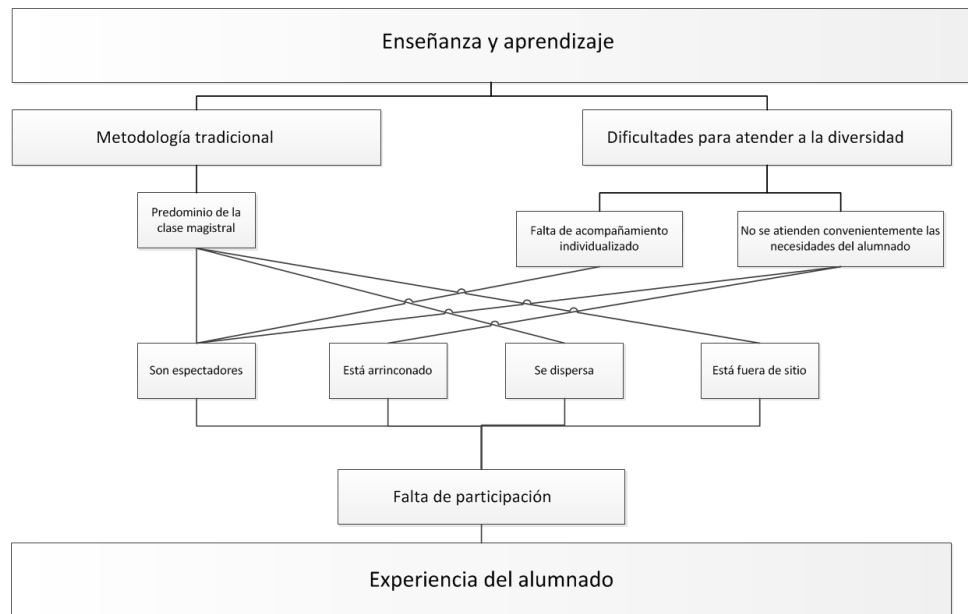 Enseñanza y aprendizaje
Metodología tradicional
Dificultades para atender a la diversidad
Predominio de la
clase magistral
Falta de acompañamiento
individualizado
No se atienden convenientemente las
necesidades del alumnado
Son espectadores
Está arrinconado
Se dispersa
Está fuera de sitio
Falta de participación
Experiencia del alumnado